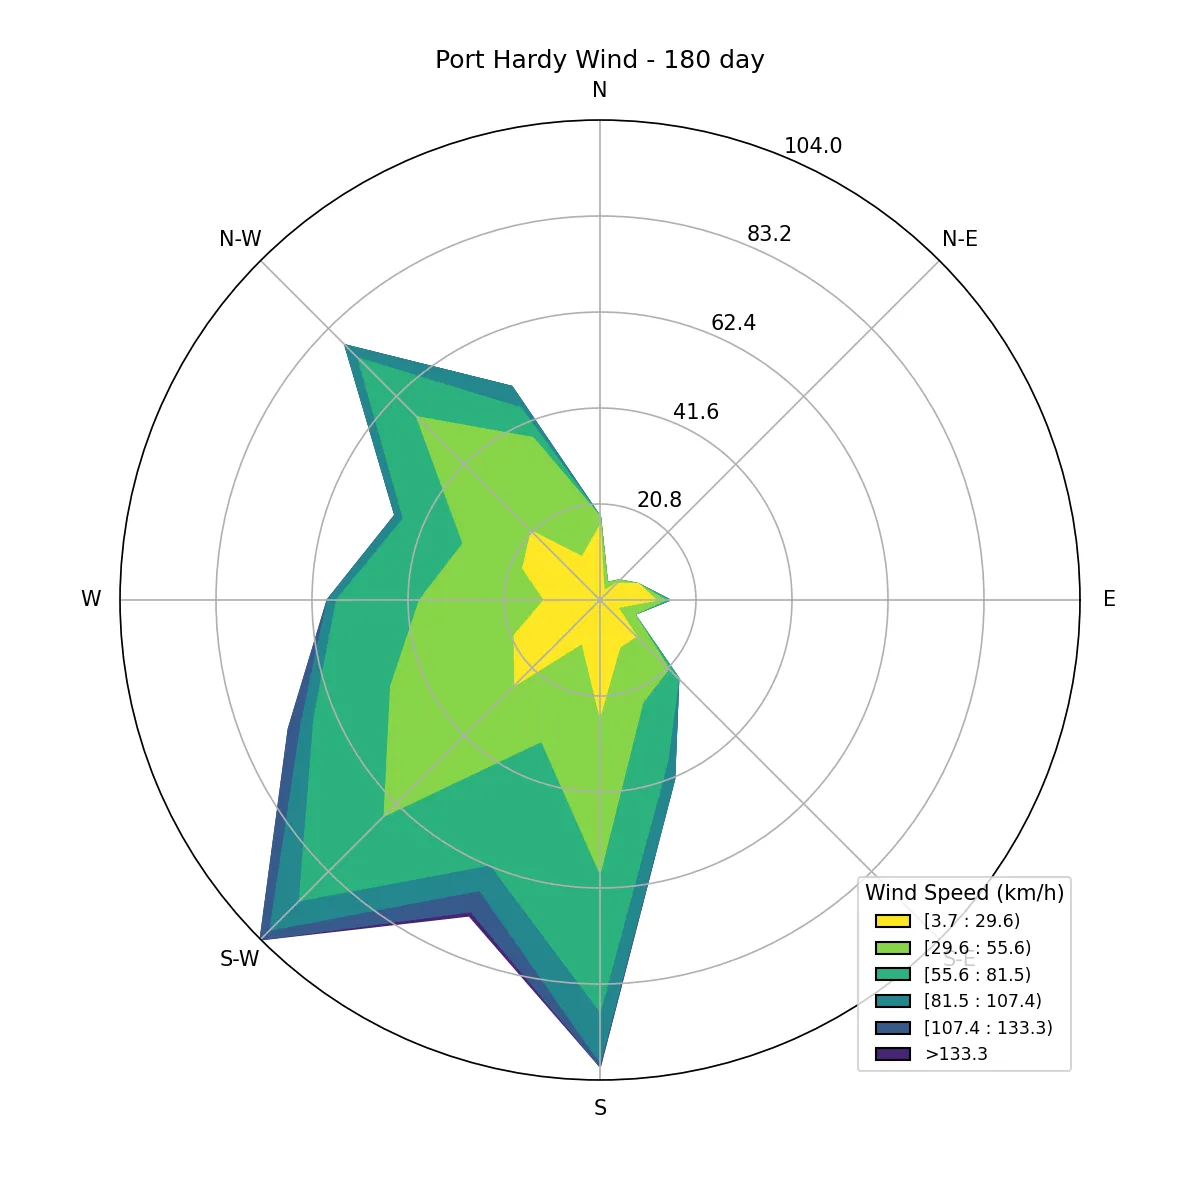 Port Hardy Wind - 180 day
N
104.0
83.2
N-W
N-E
62.4
41.6
20.8
W
E
Wind Speed (km/h)
[3.7 : 29.6)
[29.6 : 55.6)
S-W
S-E
[55.6 : 81.5)
[81.5 : 107.4)
[107.4 : 133.3)
>133.3
S